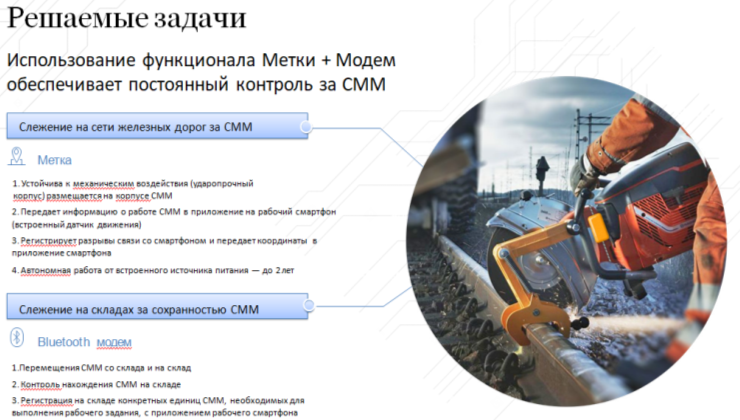 Решаемые задачи
Использование функционала Метки + Модем
обеспечивает постоянный контроль за СММ
Слежение на сети железных дорог за СММ
Метка
1. Устойчива к механическим воздействия (ударопрочный
корпус) размещается на корпусе СММ
2. Передает информацию о работе СММ в приложение на рабочий смартфон
(встроенный датчик движения)
3. Регистрирует разрывы связи со смартфоном и передает координаты в
приложение смартфона
4. Автономная работа от встроенного источника питания — до 2 лет
Слежение на складах за сохранностью СММ
Bluetooth модем
1.Перемещения СММ со склада и на склад
2. Контроль нахождения СММ на складе
3. Регистрация на складе конкретных единиц СММ, необходимых для
выполнения рабочего задания, с приложением рабочего смартфона